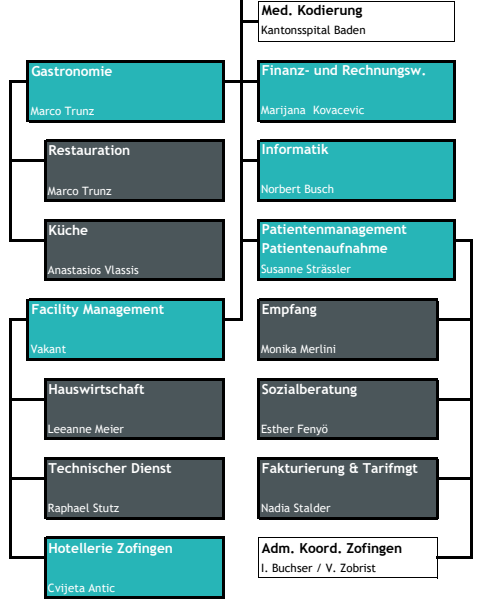 Med. Kodierung
Kantonsspital Baden
Gastronomie
Marco Trunz
Finanz- und Rechnungsw.
Marijana Kovacevic
Restauration
Marco Trunz
Informatik
Norbert Busch
Küche
Anastasios Vlassis
Patientenmanagement
Patientenaufnahme
Susanne Strässler
Facility Management
Vakant
Empfang
Monika Merlini
Hauswirtschaft
Leeanne Meier
Sozialberatung
Esther Fenyö
Technischer Dienst
Raphael Stutz
Fakturierung & Tarifmgt
Nadia Stalder
Hotellerie Zofingen
Cvijeta Antic
Adm. Koord. Zofingen
I. Buchser / V. Zobrist